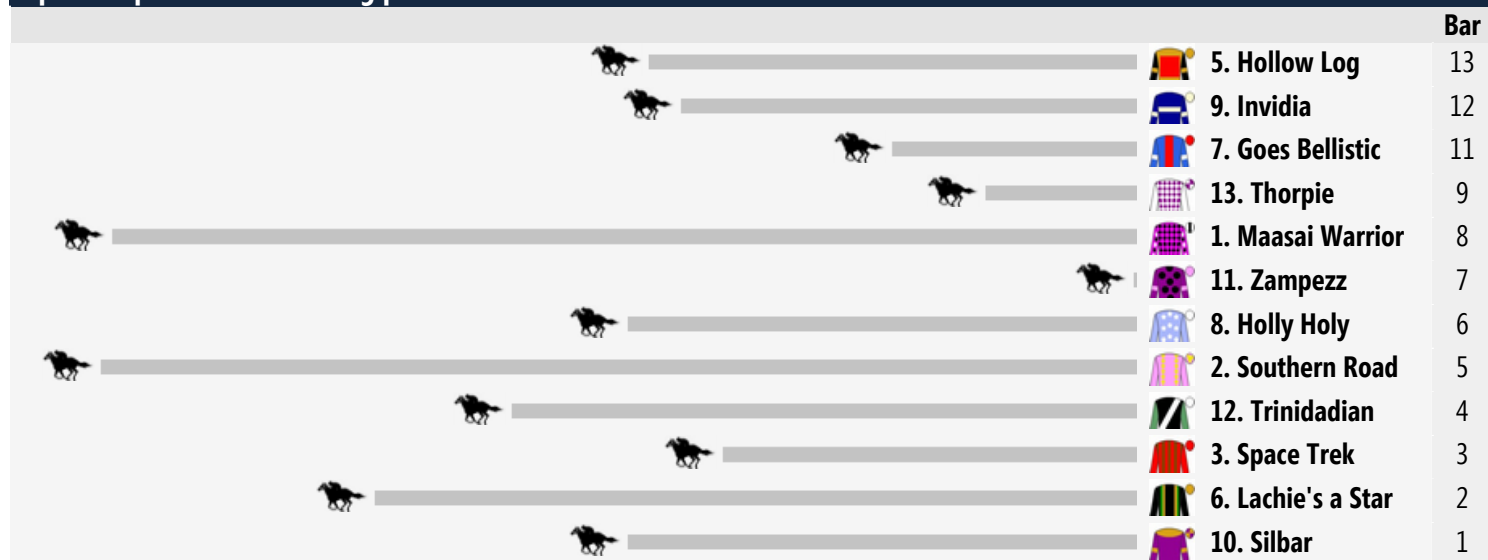 Bar
5. Hollow Log 13
9. Invidia 12
7. Goes Bellistic 11
13. Thorpie 9
1. Maasai Warrior 8
11. Zampezz 7
8. Holly Holy 6
2. Southern Road 5
12. Trinidadian 4
3. Space Trek 3
6. Lachie's a Star 2
10. Silbar 1